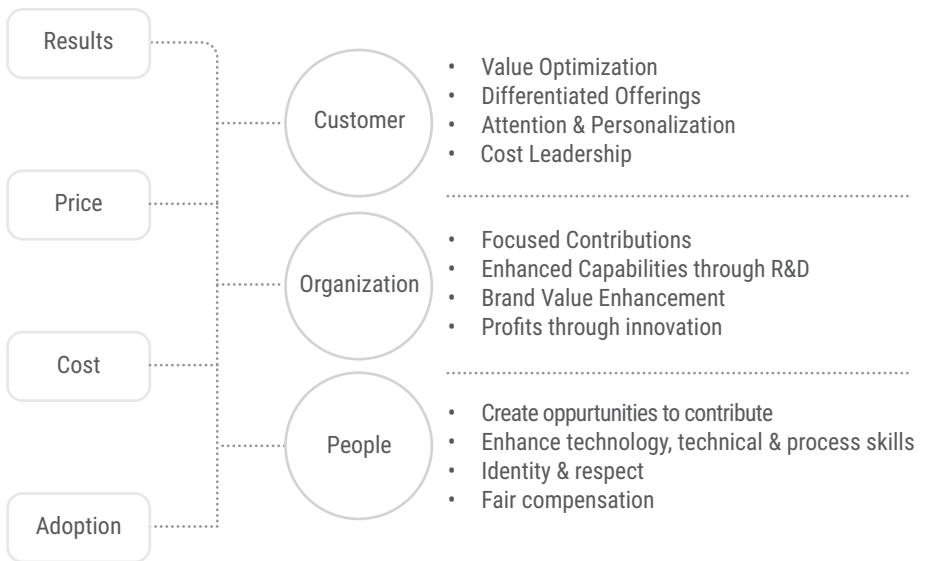 Results
Price
Cost
Adoption
Customer
• Value Optimization
• Differentiated Offerings
• Attention & Personalization
• Cost Leadership
Organization
• Focused Contributions
• Enhanced Capabilities through R&D
• Brand Value Enhancement
• Profits through innovation
People
• Create oppurtunities to contribute
• Enhance technology, technical & process skills
• Identity & respect
• Fair compensation